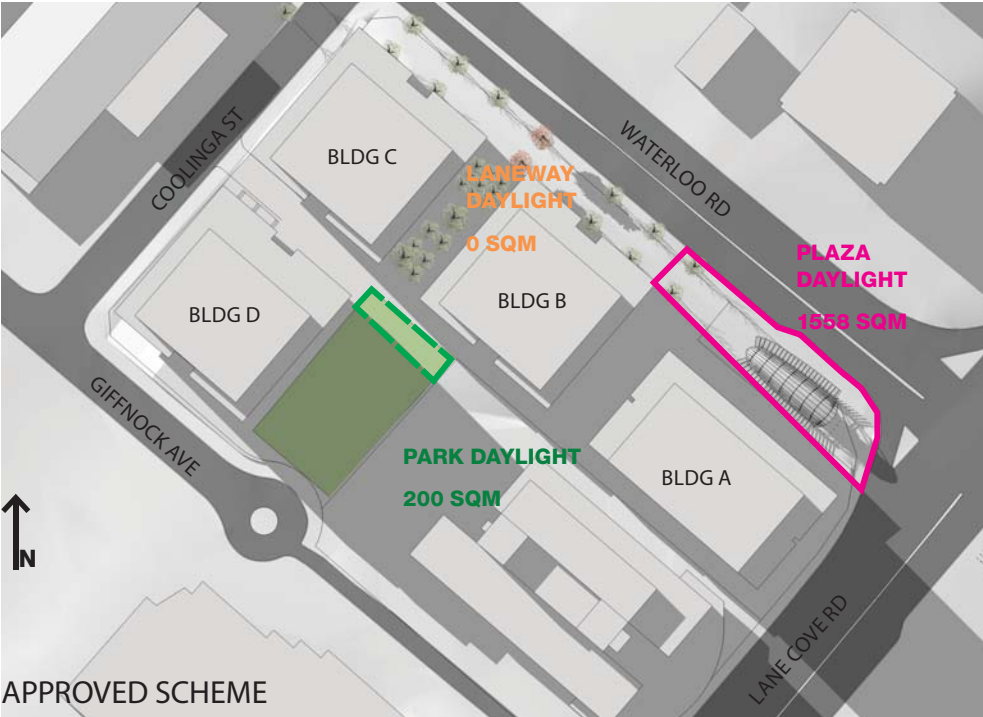 COOLINGA ST
BLDG C
WATERLOO RD
LANEWAY
DAYLIGHT
0 SQM
PLAZA
DAYLIGHT
1558 SQM
BLDG B
BLDG D
GIFFNOCK AVE
PARK DAYLIGHT
200 SQM
BLDG A
N
LANE COVE RD
APPROVED SCHEME